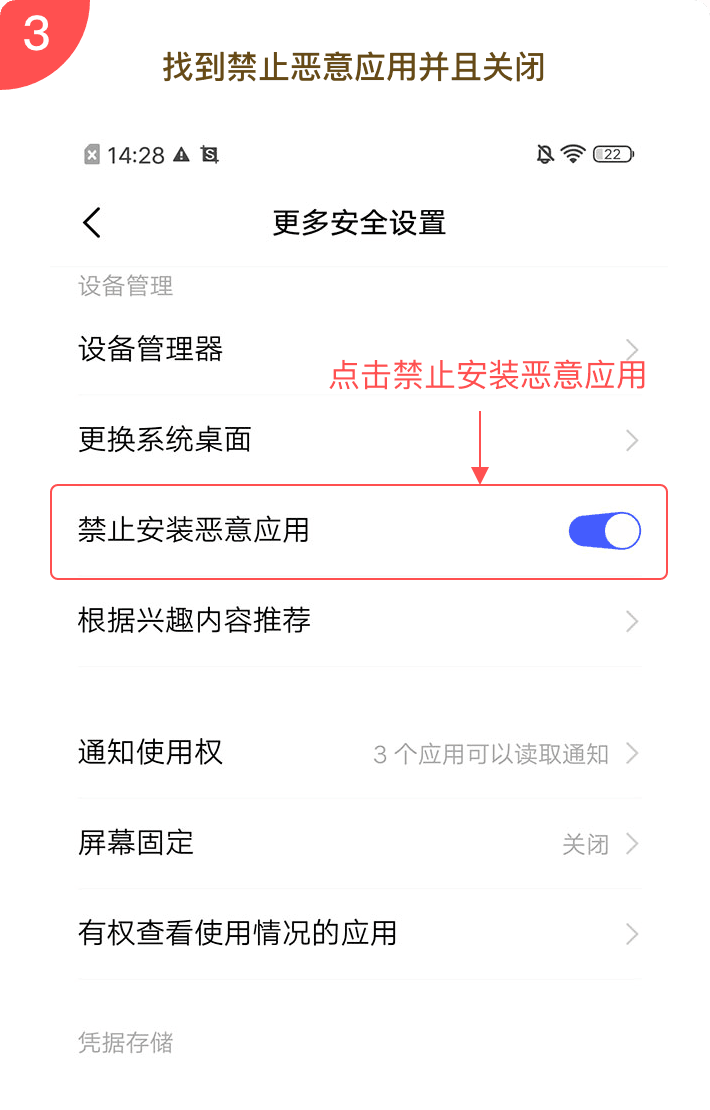 3
找到禁止恶意应用并且关闭
14:28
22
更多安全设置
设备管理
设备管理器
点击禁止安装恶意应用
更换系统桌面
禁止安装恶意应用
根据兴趣内容推荐
通知使用权 3 个应用可以读取通知
屏幕固定 关闭
有权查看使用情况的应用
凭据存储